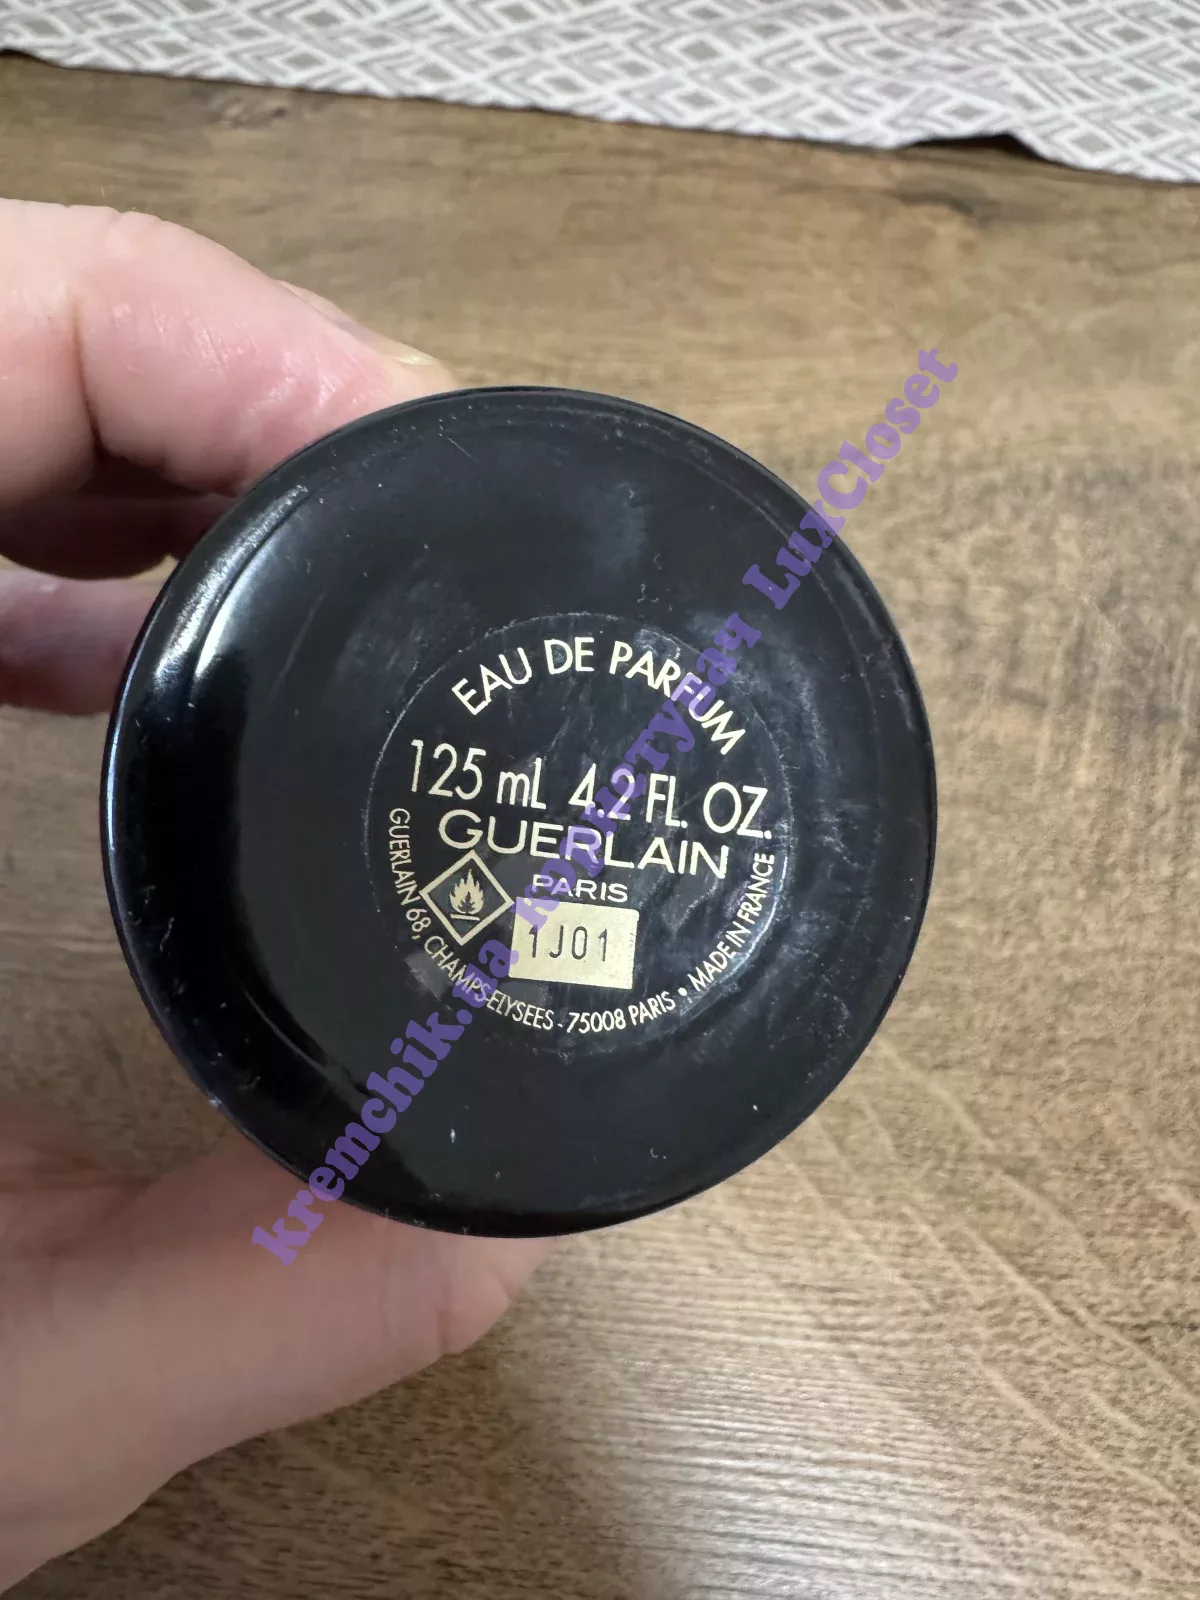 EAU DE PARFUM
125 mL 4.2 FL. OZ.
GUERLAIN
PARIS
1J01
GUERLAIN 68, CHAMPS-ELYSEES - 75008 PARIS • MADE IN FRANCE
kremchik.ua користувач LuxCloset